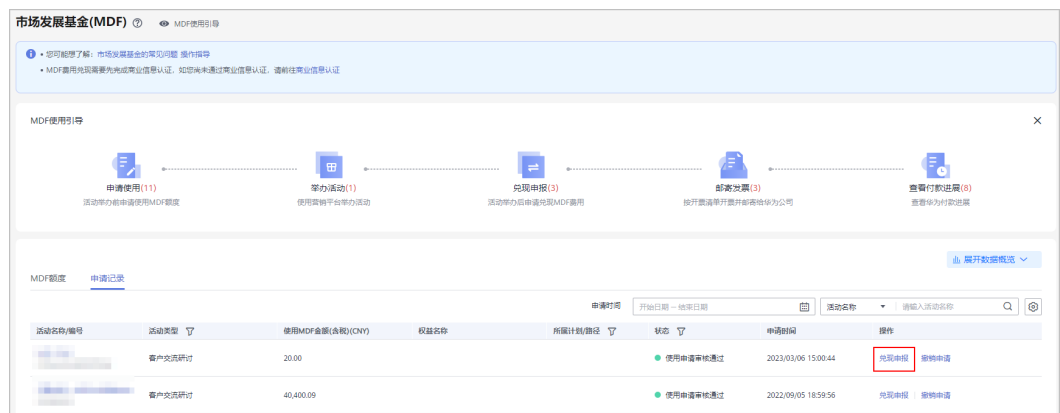 市场发展基金(MDF) MDF使用引导
• 您可能想了解：市场发展基金的常见问题 操作指导
• MDF费用兑现需要先完成商业信息认证，如您尚未通过商业信息认证，请前往商业信息认证
MDF使用引导
申请使用(11) 举办活动(1) 兑现申报(3) 邮寄发票(3) 查看付款进展(8)
活动举办前申请使用MDF额度 使用营销平台举办活动 活动举办后申请兑现MDF费用 按开票清单开票并邮寄给华为公司 查看华为付款进展
展开数据概览
MDF额度 申请记录
申请时间 开始日期 – 结束日期 活动名称 请输入活动名称
活动名称/编号 活动类型 使用MDF金额(含税)(CNY) 权益名称 所属计划/路径 状态 申请时间 操作
客户交流研讨 20.00 使用申请审核通过 2023/03/06 15:00:44 兑现申报 撤销申请
客户交流研讨 40,400.09 使用申请审核通过 2022/09/05 18:59:56 兑现申报 撤销申请